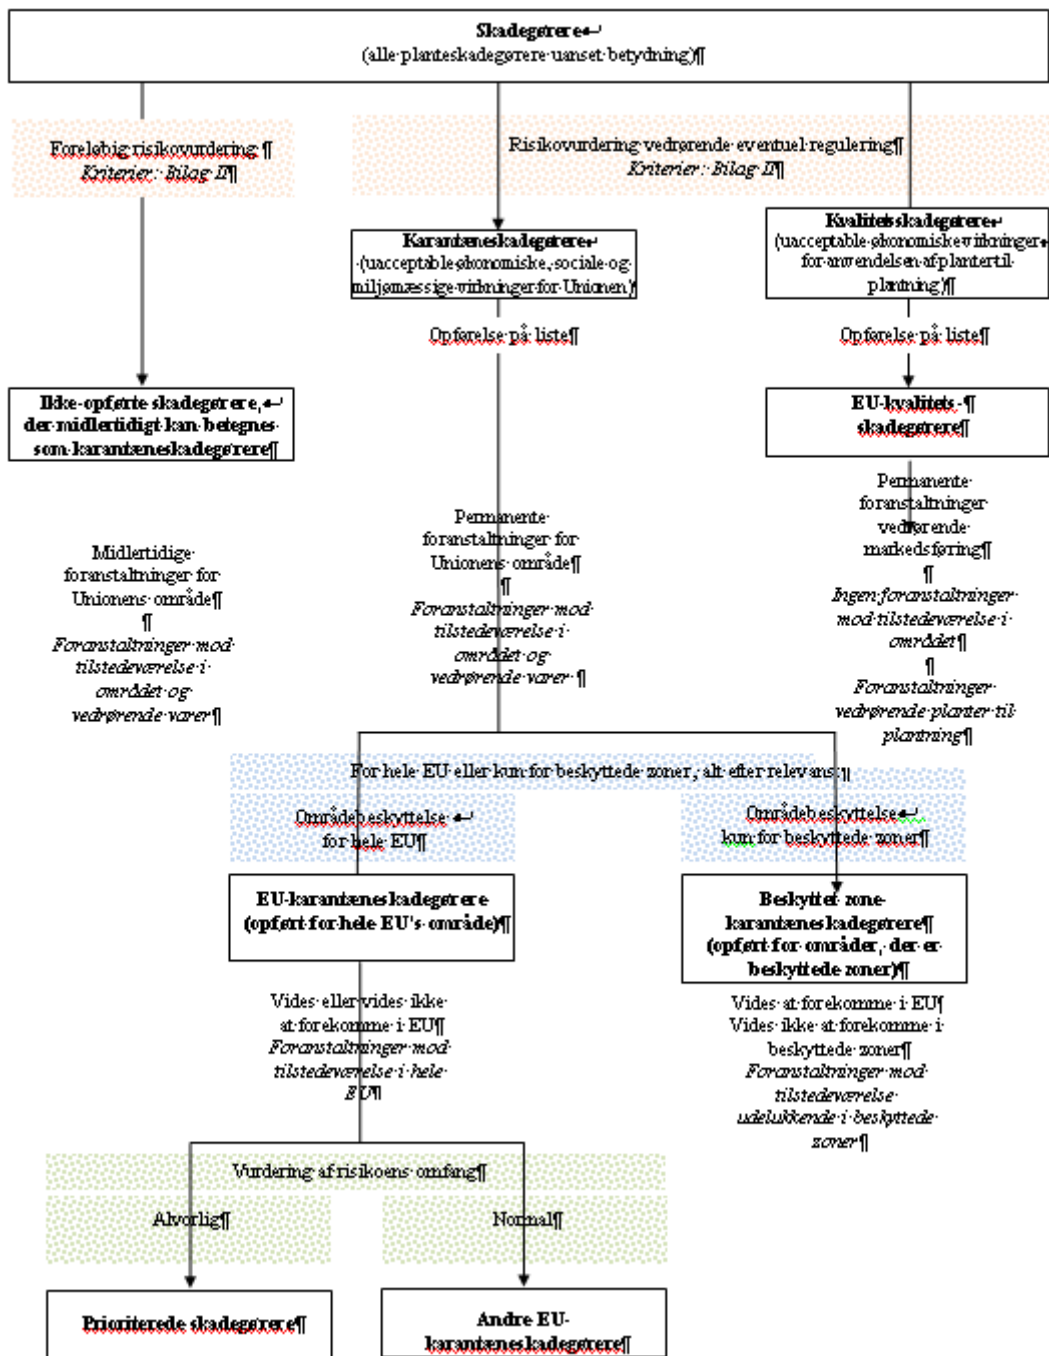 Skadegørere
(alle planteskadegørere uanset betydning)¶
Foreløbig risikovurdering ¶
Kriterier: Bilag II¶
Risikovurdering vedrørende eventuel regulering¶
Kriterier: Bilag II¶
Karantæneskadegørere
(uacceptable økonomiske, sociale og
miljømæssige virkninger for Unionen)
Kvalitetsskadegørere
(uacceptable økonomiske virkninger
for anvendelsen af planter til
plantning)¶
Opførelse på liste¶
Opførelse på liste¶
Ikke-opførte skadegørere,
der midlertidigt kan betegnes
som karantæneskadegørere¶
EU-kvalitets-¶
skadegørere¶
Midlertidige
foranstaltninger for
Unionens område¶
¶
Foranstaltninger mod
tilstedeværelse i
området og
vedrørende varer¶
Permanente
foranstaltninger for
Unionens område¶
¶
Foranstaltninger mod
tilstedeværelse i
området og
vedrørende varer ¶
Permanente
foranstaltninger
vedrørende
markedsføring¶
¶
Ingen foranstaltninger
mod tilstedeværelse i
området ¶
¶
Foranstaltninger
vedrørende planter til
plantning¶
For hele EU eller kun for beskyttede zoner, alt efter relevans:¶
Områdebeskyttelse
for hele EU¶
Områdebeskyttelse
kun for beskyttede zoner¶
EU-karantæneskadegørere
(opført for hele EU's område)¶
Beskyttet zone-
karantæneskadegørere¶
(opført for områder, der er
beskyttede zoner)¶
Vides eller vides ikke
at forekomme i EU¶
Foranstaltninger mod
tilstedeværelse i hele
EU¶
Vides at forekomme i EU¶
Vides ikke at forekomme i
beskyttede zoner¶
Foranstaltninger mod
tilstedeværelse
udelukkende i beskyttede
zoner¶
Vurdering af risikoens omfang¶
Alvorlig¶
Normal¶
Prioriterede skadegørere¶
Andre EU-
karantæneskadegørere¶